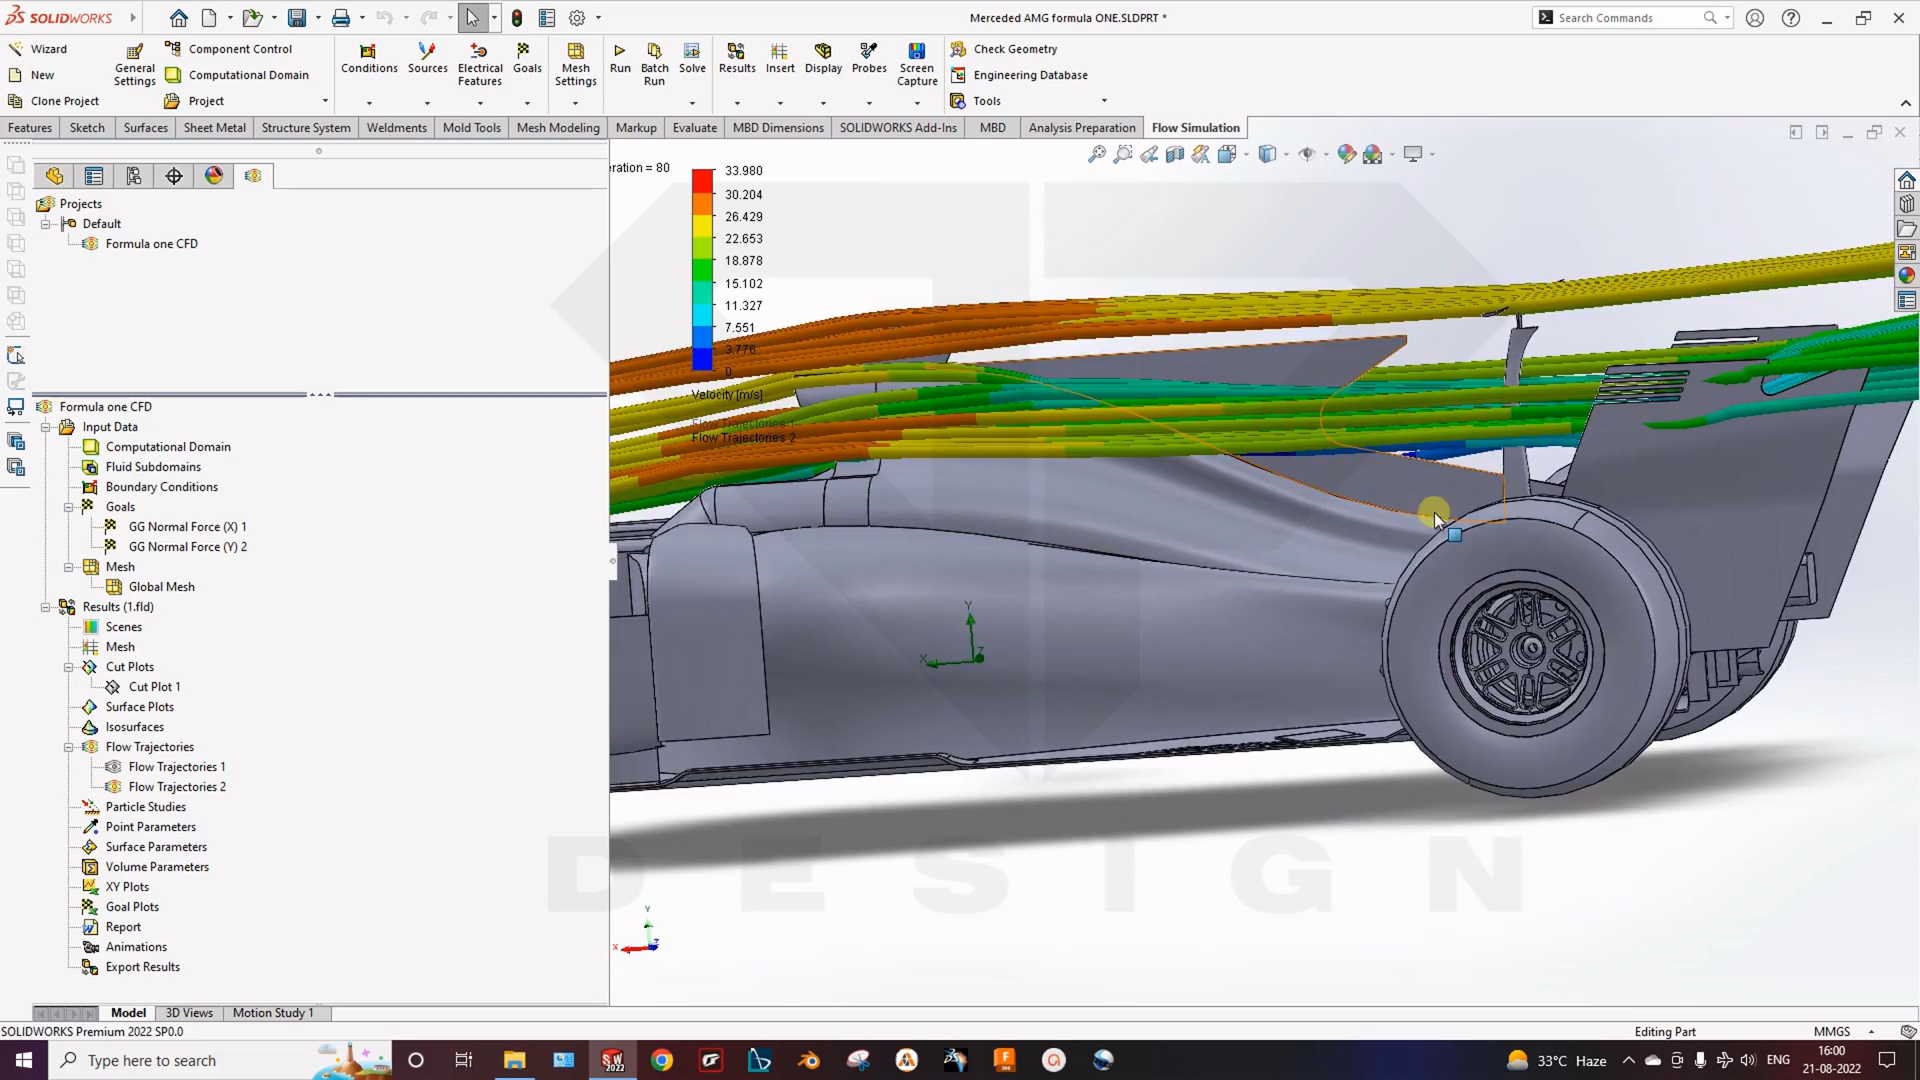 SOLIDWORKS
Merceded AMG formula ONE.SLDPRT *
Search Commands
Wizard
New
Clone Project
General Settings
Component Control
Computational Domain
Project
Conditions
Sources
Electrical Features
Goals
Mesh Settings
Run
Batch Run
Solve
Results
Insert
Display
Probes
Screen Capture
Check Geometry
Engineering Database
Tools
Features
Sketch
Surfaces
Sheet Metal
Structure System
Weldments
Mold Tools
Mesh Modeling
Markup
Evaluate
MBD Dimensions
SOLIDWORKS Add-Ins
MBD
Analysis Preparation
Flow Simulation
Projects
Default
Formula one CFD
Formula one CFD
Input Data
Computational Domain
Fluid Subdomains
Boundary Conditions
Goals
GG Normal Force (X) 1
GG Normal Force (Y) 2
Mesh
Global Mesh
Results (1.fld)
Scenes
Mesh
Cut Plots
Cut Plot 1
Surface Plots
Isosurfaces
Flow Trajectories
Flow Trajectories 1
Flow Trajectories 2
Particle Studies
Point Parameters
Surface Parameters
Volume Parameters
XY Plots
Goal Plots
Report
Animations
Export Results
eration = 80
33.980
30.204
26.429
22.653
18.878
15.102
11.327
7.551
3.776
0
Velocity [m/s]
Flow Trajectories 1
Flow Trajectories 2
Y
X
Z
DESIGN
Y
X
Z
Model
3D Views
Motion Study 1
SOLIDWORKS Premium 2022 SP0.0
Editing Part
MMGS
Type here to search
SW
2022
F
33°C Haze
ENG
16:00
21-08-2022